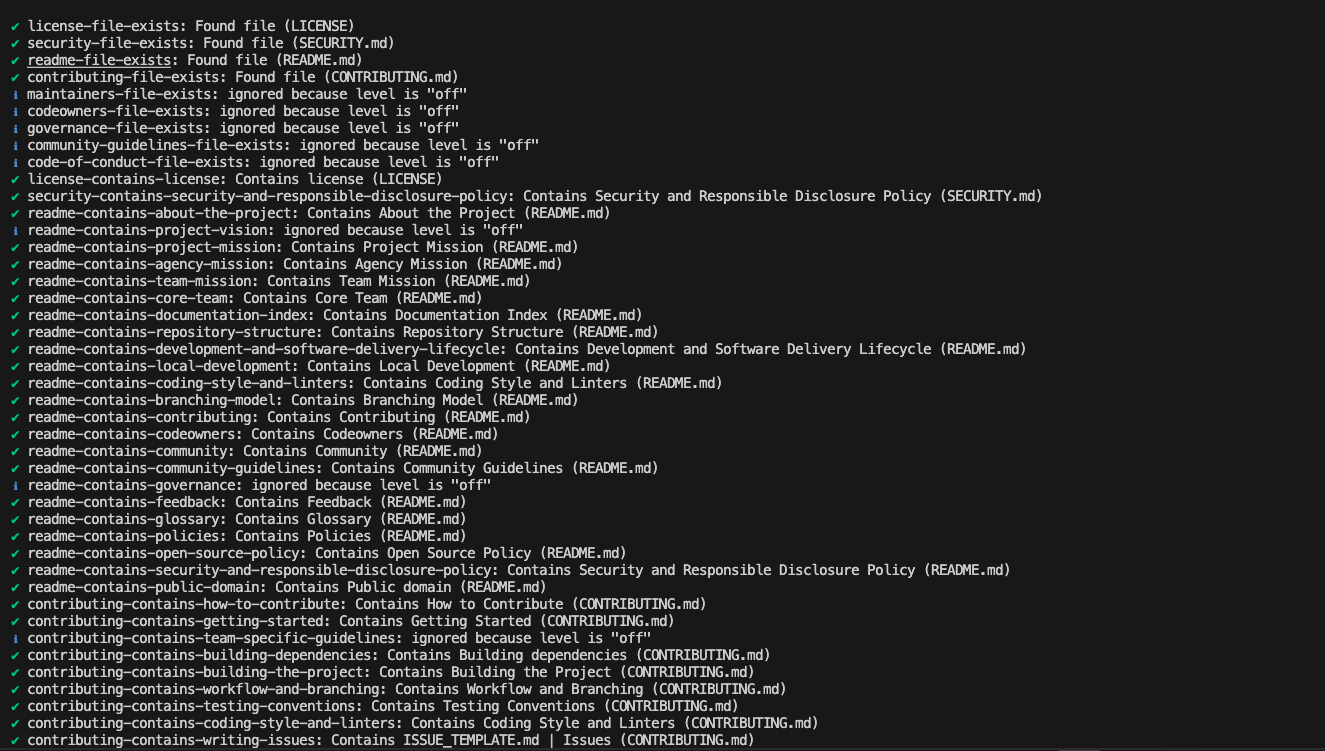 ✔ license-file-exists: Found file (LICENSE)
✔ security-file-exists: Found file (SECURITY.md)
✔ readme-file-exists: Found file (README.md)
✔ contributing-file-exists: Found file (CONTRIBUTING.md)
ℹ maintainers-file-exists: ignored because level is "off"
ℹ codeowners-file-exists: ignored because level is "off"
ℹ governance-file-exists: ignored because level is "off"
ℹ community-guidelines-file-exists: ignored because level is "off"
ℹ code-of-conduct-file-exists: ignored because level is "off"
✔ license-contains-license: Contains license (LICENSE)
✔ security-contains-security-and-responsible-disclosure-policy: Contains Security and Responsible Disclosure Policy (SECURITY.md)
✔ readme-contains-about-the-project: Contains About the Project (README.md)
ℹ readme-contains-project-vision: ignored because level is "off"
✔ readme-contains-project-mission: Contains Project Mission (README.md)
✔ readme-contains-agency-mission: Contains Agency Mission (README.md)
✔ readme-contains-team-mission: Contains Team Mission (README.md)
✔ readme-contains-core-team: Contains Core Team (README.md)
✔ readme-contains-documentation-index: Contains Documentation Index (README.md)
✔ readme-contains-repository-structure: Contains Repository Structure (README.md)
✔ readme-contains-development-and-software-delivery-lifecycle: Contains Development and Software Delivery Lifecycle (README.md)
✔ readme-contains-local-development: Contains Local Development (README.md)
✔ readme-contains-coding-style-and-linters: Contains Coding Style and Linters (README.md)
✔ readme-contains-branching-model: Contains Branching Model (README.md)
✔ readme-contains-contributing: Contains Contributing (README.md)
✔ readme-contains-codeowners: Contains Codeowners (README.md)
✔ readme-contains-community: Contains Community (README.md)
✔ readme-contains-community-guidelines: Contains Community Guidelines (README.md)
ℹ readme-contains-governance: ignored because level is "off"
✔ readme-contains-feedback: Contains Feedback (README.md)
✔ readme-contains-glossary: Contains Glossary (README.md)
✔ readme-contains-policies: Contains Policies (README.md)
✔ readme-contains-open-source-policy: Contains Open Source Policy (README.md)
✔ readme-contains-security-and-responsible-disclosure-policy: Contains Security and Responsible Disclosure Policy (README.md)
✔ readme-contains-public-domain: Contains Public domain (README.md)
✔ contributing-contains-how-to-contribute: Contains How to Contribute (CONTRIBUTING.md)
✔ contributing-contains-getting-started: Contains Getting Started (CONTRIBUTING.md)
ℹ contributing-contains-team-specific-guidelines: ignored because level is "off"
✔ contributing-contains-building-dependencies: Contains Building dependencies (CONTRIBUTING.md)
✔ contributing-contains-building-the-project: Contains Building the Project (CONTRIBUTING.md)
✔ contributing-contains-workflow-and-branching: Contains Workflow and Branching (CONTRIBUTING.md)
✔ contributing-contains-testing-conventions: Contains Testing Conventions (CONTRIBUTING.md)
✔ contributing-contains-coding-style-and-linters: Contains Coding Style and Linters (CONTRIBUTING.md)
✔ contributing-contains-writing-issues: Contains ISSUE_TEMPLATE.md | Issues (CONTRIBUTING.md)